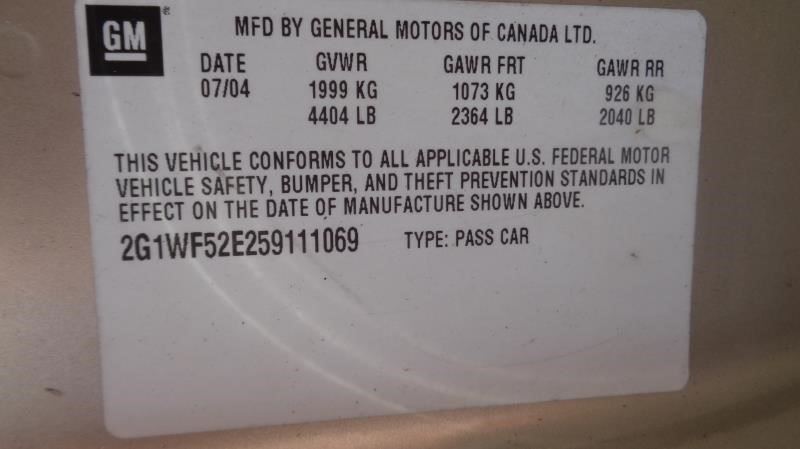 GM
MFD BY GENERAL MOTORS OF CANADA LTD.
DATE GVWR GAWR FRT GAWR RR
07/04 1999 KG 1073 KG 926 KG
4404 LB 2364 LB 2040 LB
THIS VEHICLE CONFORMS TO ALL APPLICABLE U.S. FEDERAL MOTOR
VEHICLE SAFETY, BUMPER, AND THEFT PREVENTION STANDARDS IN
EFFECT ON THE DATE OF MANUFACTURE SHOWN ABOVE.
2G1WF52E259111069 TYPE: PASS CAR